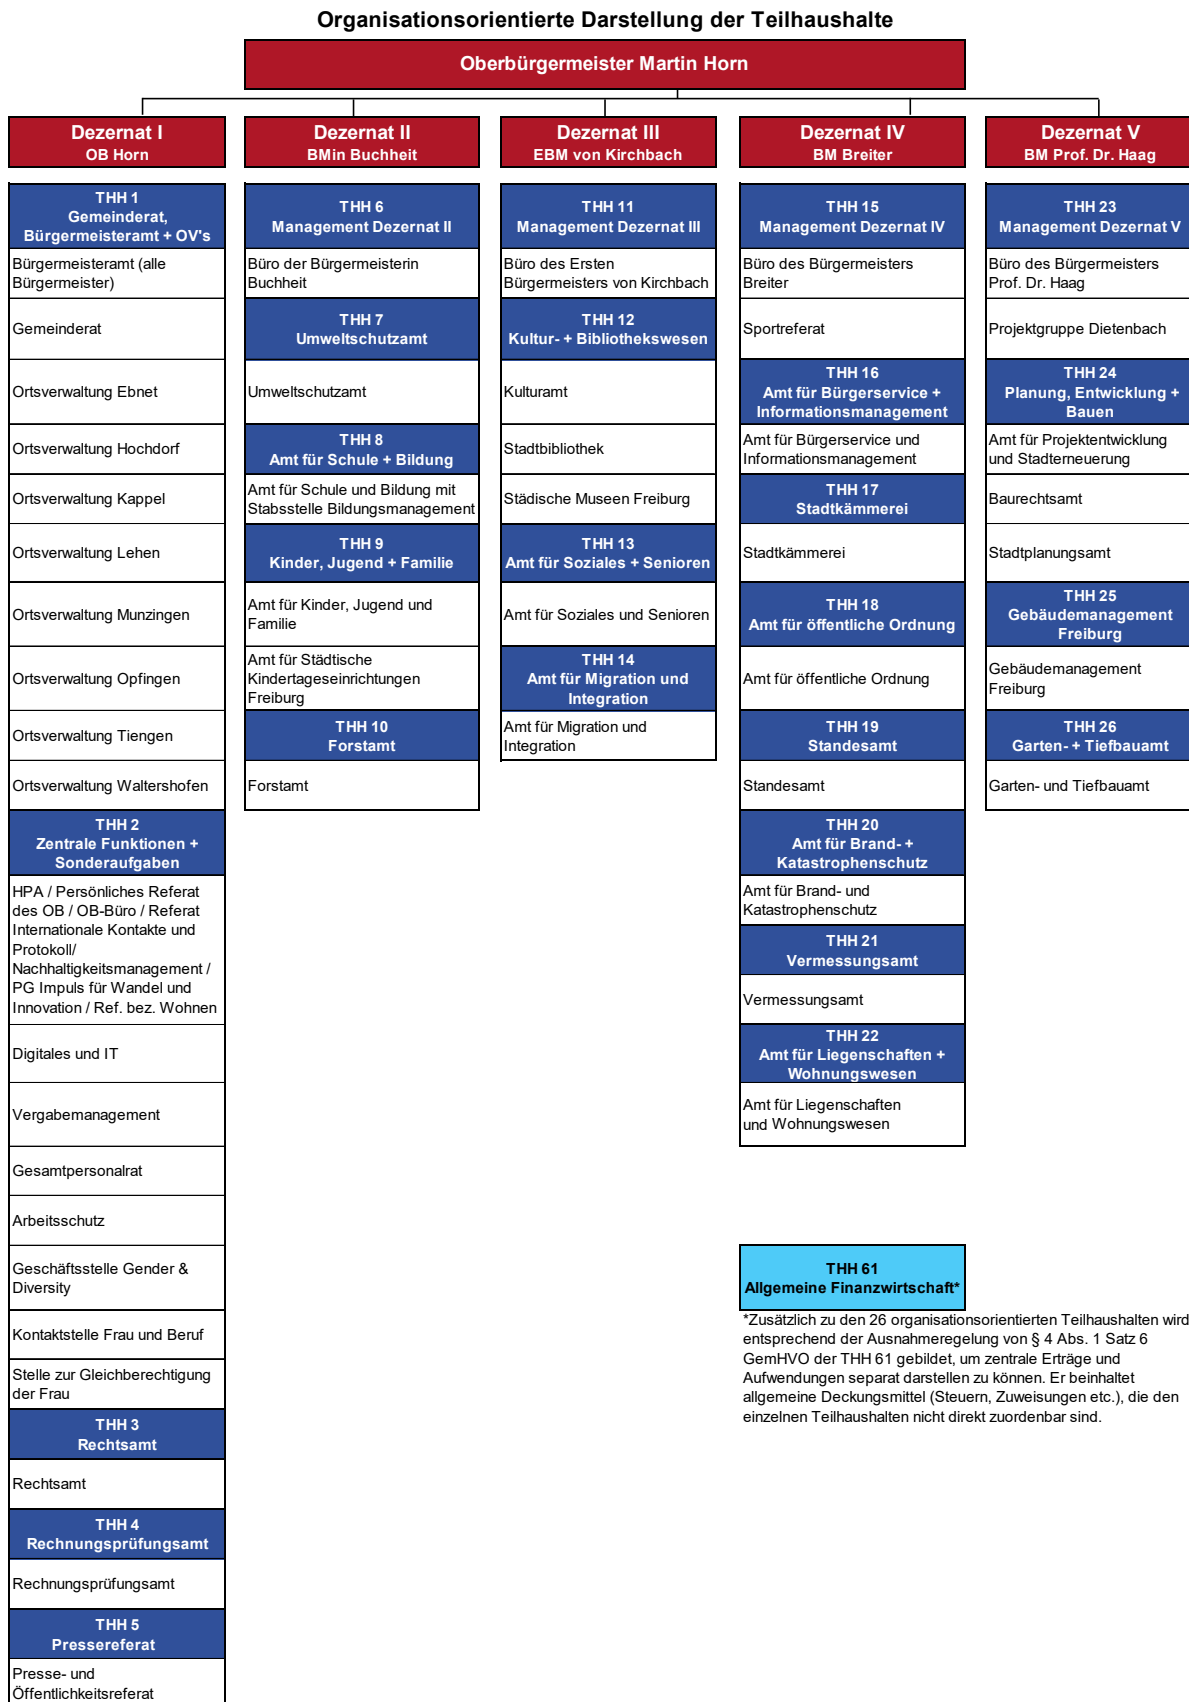 Organisationsorientierte Darstellung der Teilhaushalte
Oberbürgermeister Martin Horn
Dezernat I
OB Horn
THH 1
Gemeinderat,
Bürgermeisteramt + OV's
Bürgermeisteramt (alle
Bürgermeister)
Gemeinderat
Ortsverwaltung Ebnet
Ortsverwaltung Hochdorf
Ortsverwaltung Kappel
Ortsverwaltung Lehen
Ortsverwaltung Munzingen
Ortsverwaltung Opfingen
Ortsverwaltung Tiengen
Ortsverwaltung Waltershofen
THH 2
Zentrale Funktionen +
Sonderaufgaben
HPA / Persönliches Referat
des OB / OB-Büro / Referat
Internationale Kontakte und
Protokoll/
Nachhaltigkeitsmanagement /
PG Impuls für Wandel und
Innovation / Ref. bez. Wohnen
Digitales und IT
Vergabemanagement
Gesamtpersonalrat
Arbeitsschutz
Geschäftsstelle Gender &
Diversity
Kontaktstelle Frau und Beruf
Stelle zur Gleichberechtigung
der Frau
THH 3
Rechtsamt
Rechtsamt
THH 4
Rechnungsprüfungsamt
Rechnungsprüfungsamt
THH 5
Pressereferat
Presse- und
Öffentlichkeitsreferat
Dezernat II
BMin Buchheit
THH 6
Management Dezernat II
Büro der Bürgermeisterin
Buchheit
THH 7
Umweltschutzamt
Umweltschutzamt
THH 8
Amt für Schule + Bildung
Amt für Schule und Bildung mit
Stabsstelle Bildungsmanagement
THH 9
Kinder, Jugend + Familie
Amt für Kinder, Jugend und
Familie
Amt für Städtische
Kindertageseinrichtungen
Freiburg
THH 10
Forstamt
Forstamt
Dezernat III
EBM von Kirchbach
THH 11
Management Dezernat III
Büro des Ersten
Bürgermeisters von Kirchbach
THH 12
Kultur- + Bibliothekswesen
Kulturamt
Stadtbibliothek
Städische Museen Freiburg
THH 13
Amt für Soziales + Senioren
Amt für Soziales und Senioren
THH 14
Amt für Migration und
Integration
Amt für Migration und
Integration
Dezernat IV
BM Breiter
THH 15
Management Dezernat IV
Büro des Bürgermeisters
Breiter
Sportreferat
THH 16
Amt für Bürgerservice +
Informationsmanagement
Amt für Bürgerservice und
Informationsmanagement
THH 17
Stadtkämmerei
Stadtkämmerei
THH 18
Amt für öffentliche Ordnung
Amt für öffentliche Ordnung
THH 19
Standesamt
Standesamt
THH 20
Amt für Brand- +
Katastrophenschutz
Amt für Brand- und
Katastrophenschutz
THH 21
Vermessungsamt
Vermessungsamt
THH 22
Amt für Liegenschaften +
Wohnungswesen
Amt für Liegenschaften
und Wohnungswesen
Dezernat V
BM Prof. Dr. Haag
THH 23
Management Dezernat V
Büro des Bürgermeisters
Prof. Dr. Haag
Projektgruppe Dietenbach
THH 24
Planung, Entwicklung +
Bauen
Amt für Projektentwicklung
und Stadterneuerung
Baurechtsamt
Stadtplanungsamt
THH 25
Gebäudemanagement
Freiburg
Gebäudemanagement
Freiburg
THH 26
Garten- + Tiefbauamt
Garten- und Tiefbauamt
THH 61
Allgemeine Finanzwirtschaft*
*Zusätzlich zu den 26 organisationsorientierten Teilhaushalten wird
entsprechend der Ausnahmeregelung von § 4 Abs. 1 Satz 6
GemHVO der THH 61 gebildet, um zentrale Erträge und
Aufwendungen separat darstellen zu können. Er beinhaltet
allgemeine Deckungsmittel (Steuern, Zuweisungen etc.), die den
einzelnen Teilhaushalten nicht direkt zuordenbar sind.